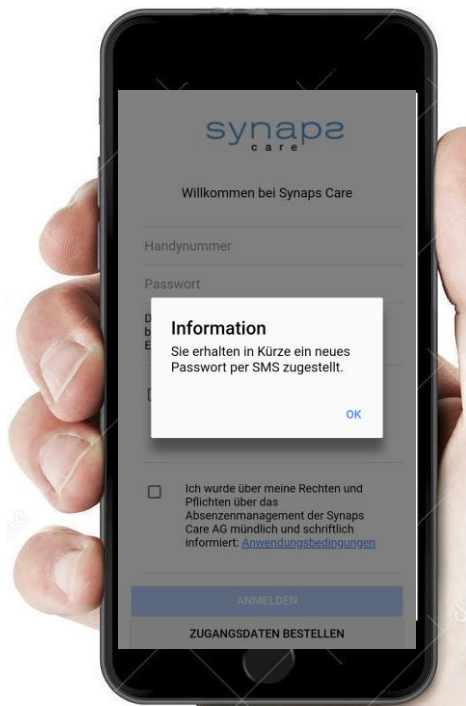 synaps
care
Willkommen bei Synaps Care
Handynummer
Passwort
D
b
E
Information
Sie erhalten in Kürze ein neues
Passwort per SMS zugestellt.
OK
Ich wurde über meine Rechten und
Pflichten über das
Absenzenmanagement der Synaps
Care AG mündlich und schriftlich
informiert: Anwendungsbedingungen
ANMELDEN
ZUGANGSDATEN BESTELLEN